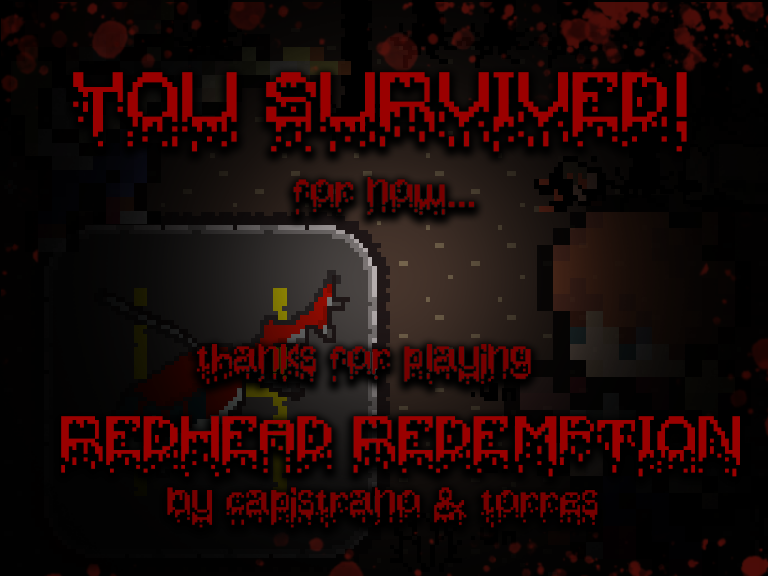 YOU SURVIVED!
for now...
thanks for playing
REDHEAD REDEMPTION
by capistrano & torres